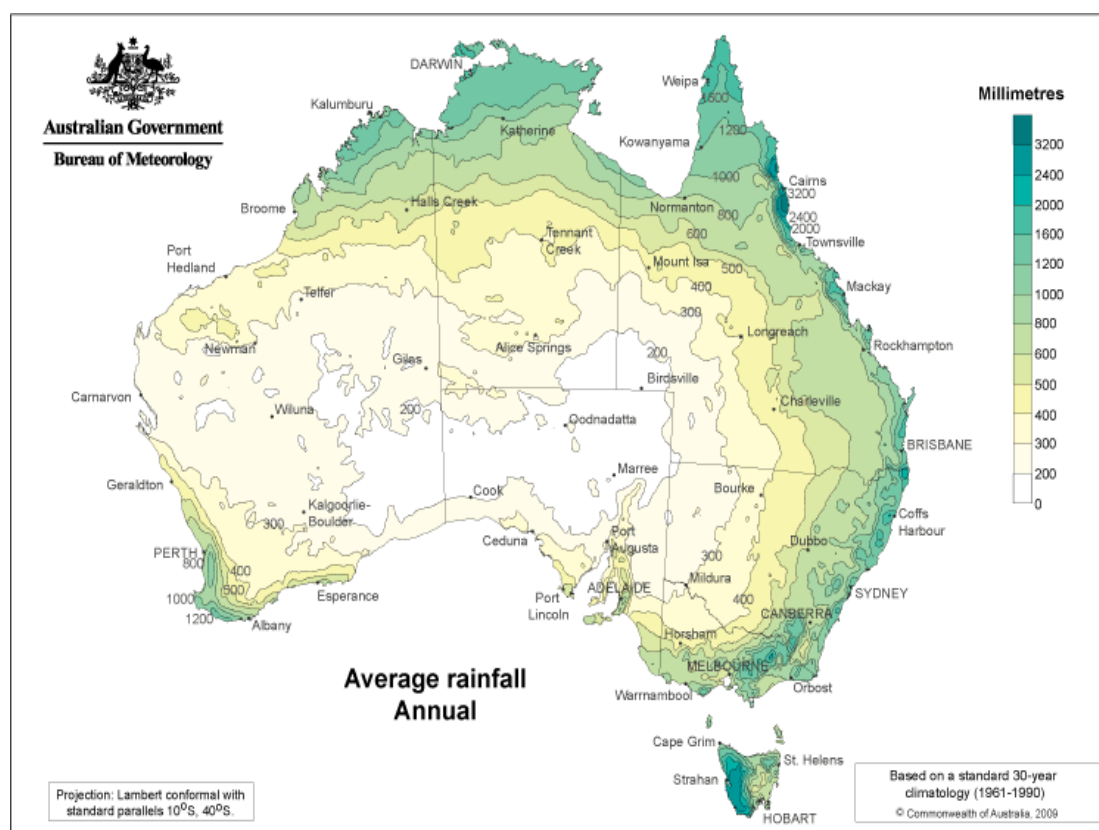 Australian Government
Bureau of Meteorology
DARWIN
Weipa
1600
Kalumburu
Katherine
Kowanyama
1200
1000
Cairns
3200
Broome
Halls Creek
Normanton
800
2400
2000
600
Townsville
Tennant
Creek
Port
Hedland
Mount Isa
500
400
Mackay
Telfer
300
Longreach
Newman
Alice Springs
Rockhampton
Giles
200
Birdsville
Carnarvon
Wiluna
200
Oodnadatta
Charleville
BRISBANE
Marree
Geraldton
Cook
Bourke
Kalgoorlie-
Boulder
300
Coffs
Harbour
Ceduna
Port
Augusta
Dubbo
PERTH
800
400
300
500
Esperance
Port
Lincoln
ADELAIDE
Mildura
SYDNEY
1000
400
1200
Albany
CANBERRA
Horsham
MELBOURNE
Warrnambool
Orbost
Average rainfall
Annual
Cape Grim
St. Helens
Strahan
HOBART
Millimetres
3200
2400
2000
1600
1200
1000
800
600
500
400
300
200
0
Projection: Lambert conformal with
standard parallels 10°S, 40°S.
Based on a standard 30-year
climatology (1961-1990)
© Commonwealth of Australia, 2009